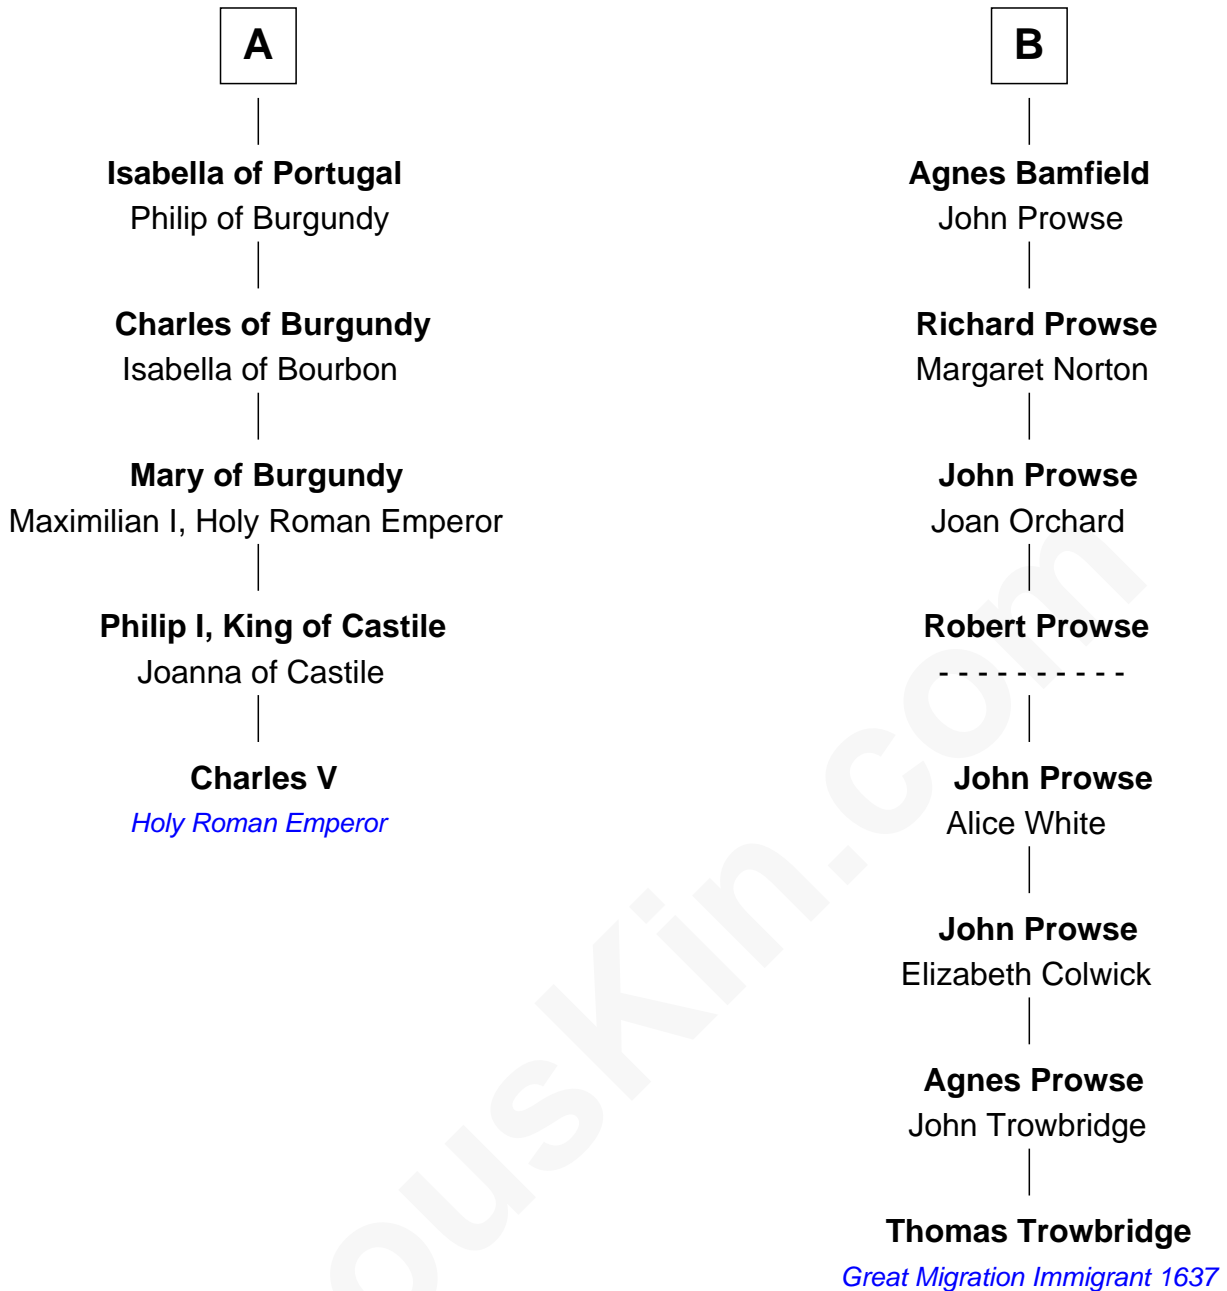 A
Isabella of Portugal
Philip of Burgundy
Charles of Burgundy
Isabella of Bourbon
Mary of Burgundy
Maximilian I, Holy Roman Emperor
Philip I, King of Castile
Joanna of Castile
Charles V
Holy Roman Emperor
B
Agnes Bamfield
John Prowse
Richard Prowse
Margaret Norton
John Prowse
Joan Orchard
Robert Prowse
- - - - - - - - - -
John Prowse
Alice White
John Prowse
Elizabeth Colwick
Agnes Prowse
John Trowbridge
Thomas Trowbridge
Great Migration Immigrant 1637
ousKin.com